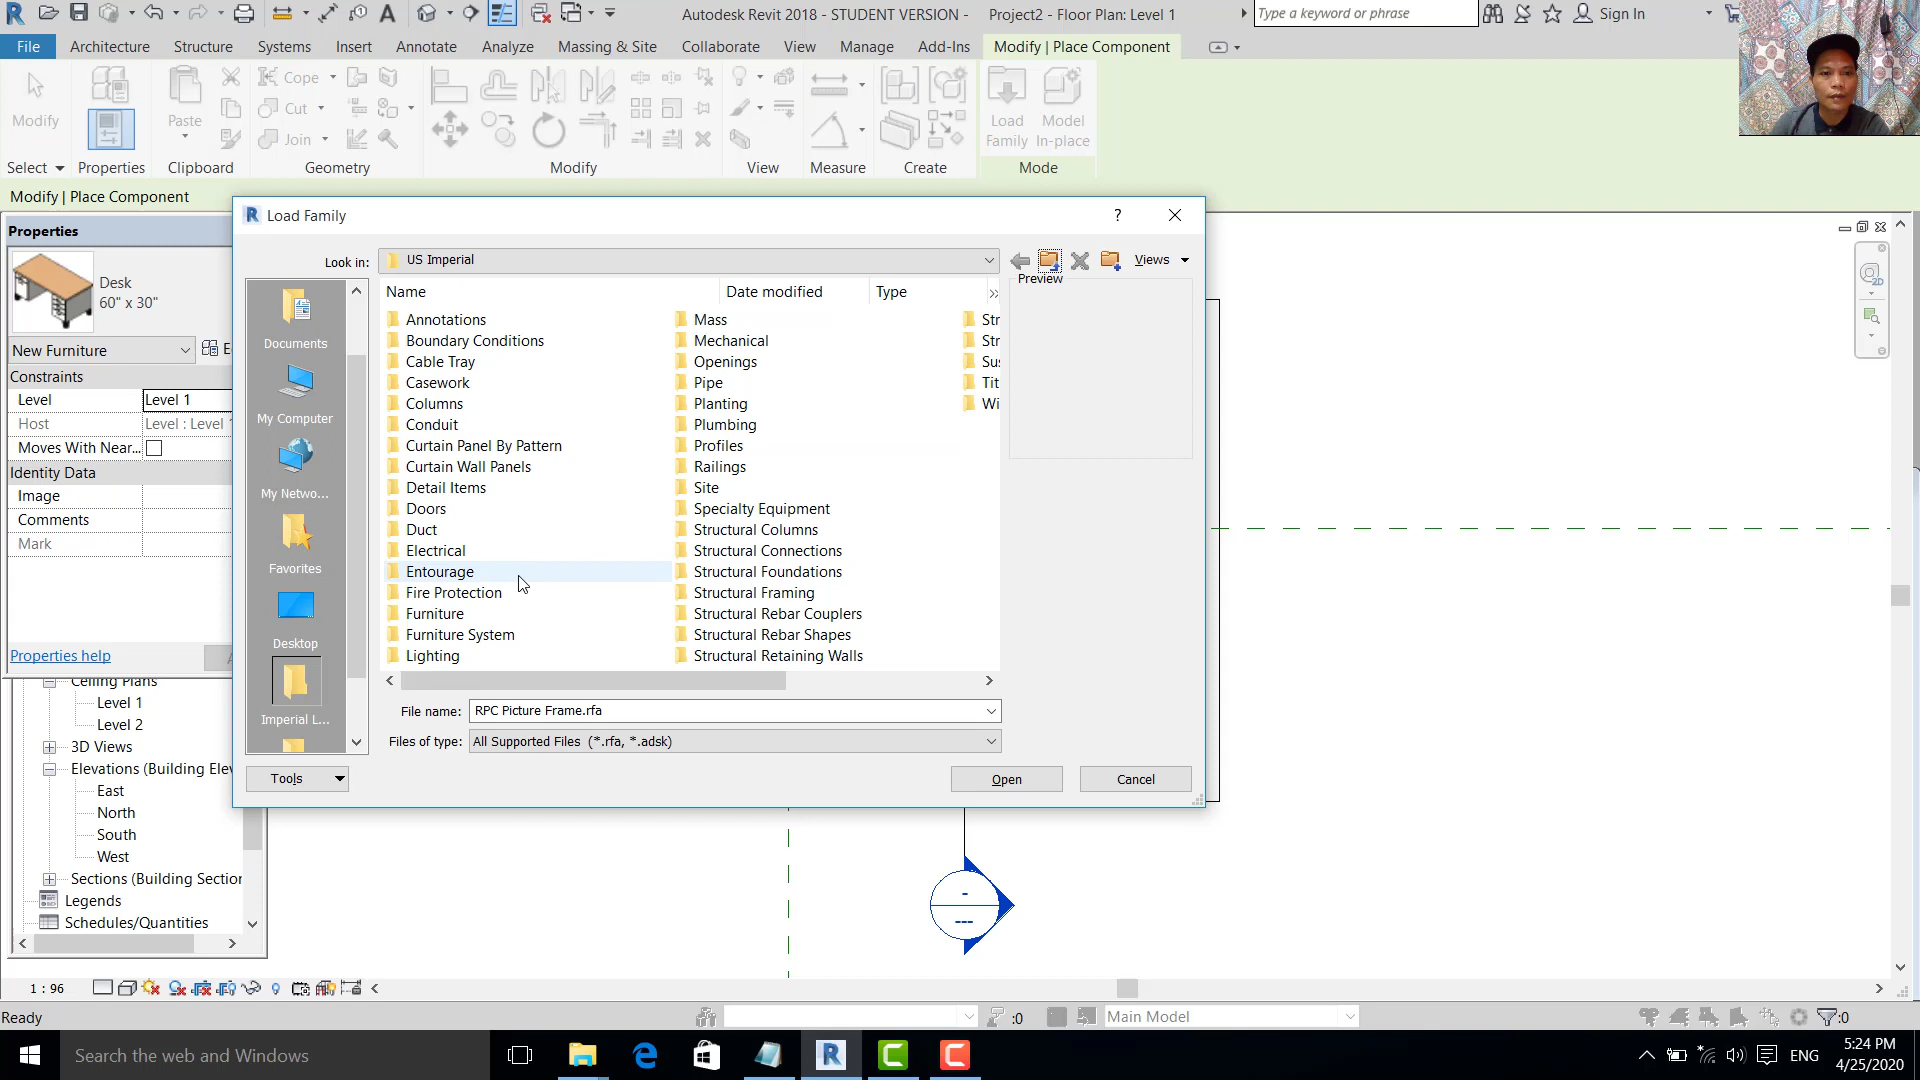 Autodesk Revit 2018 - STUDENT VERSION - Project2 - Floor Plan: Level 1
Type a keyword or phrase
Sign In
File Architecture Structure Systems Insert Annotate Analyze Massing & Site Collaborate View Manage Add-Ins Modify | Place Component
Modify
Paste
Cope
Cut
Join
Load Family
Model In-place
Select Properties Clipboard Geometry Modify View Measure Create Mode
Modify | Place Component
Properties
Desk
60" x 30"
New Furniture
Constraints
Level Level 1
Host Level : Level 1
Moves With Near...
Identity Data
Image
Comments
Mark
Properties help
Ceiling Plans
Level 1
Level 2
3D Views
Elevations (Building Elev
East
North
South
West
Sections (Building Section
Legends
Schedules/Quantities
Load Family
?
Look in: US Imperial
Views
Preview
Name Date modified Type
Documents
My Computer
My Netwo...
Favorites
Desktop
Imperial L...
Annotations
Boundary Conditions
Cable Tray
Casework
Columns
Conduit
Curtain Panel By Pattern
Curtain Wall Panels
Detail Items
Doors
Duct
Electrical
Entourage
Fire Protection
Furniture
Furniture System
Lighting
Mass
Mechanical
Openings
Pipe
Planting
Plumbing
Profiles
Railings
Site
Specialty Equipment
Structural Columns
Structural Connections
Structural Foundations
Structural Framing
Structural Rebar Couplers
Structural Rebar Shapes
Structural Retaining Walls
Str
Str
Sus
Tit
Wi
File name: RPC Picture Frame.rfa
Files of type: All Supported Files (*.rfa, *.adsk)
Tools
Open
Cancel
-
---
1 : 96
Ready
:0
Main Model
:0
Search the web and Windows
ENG
5:24 PM
4/25/2020